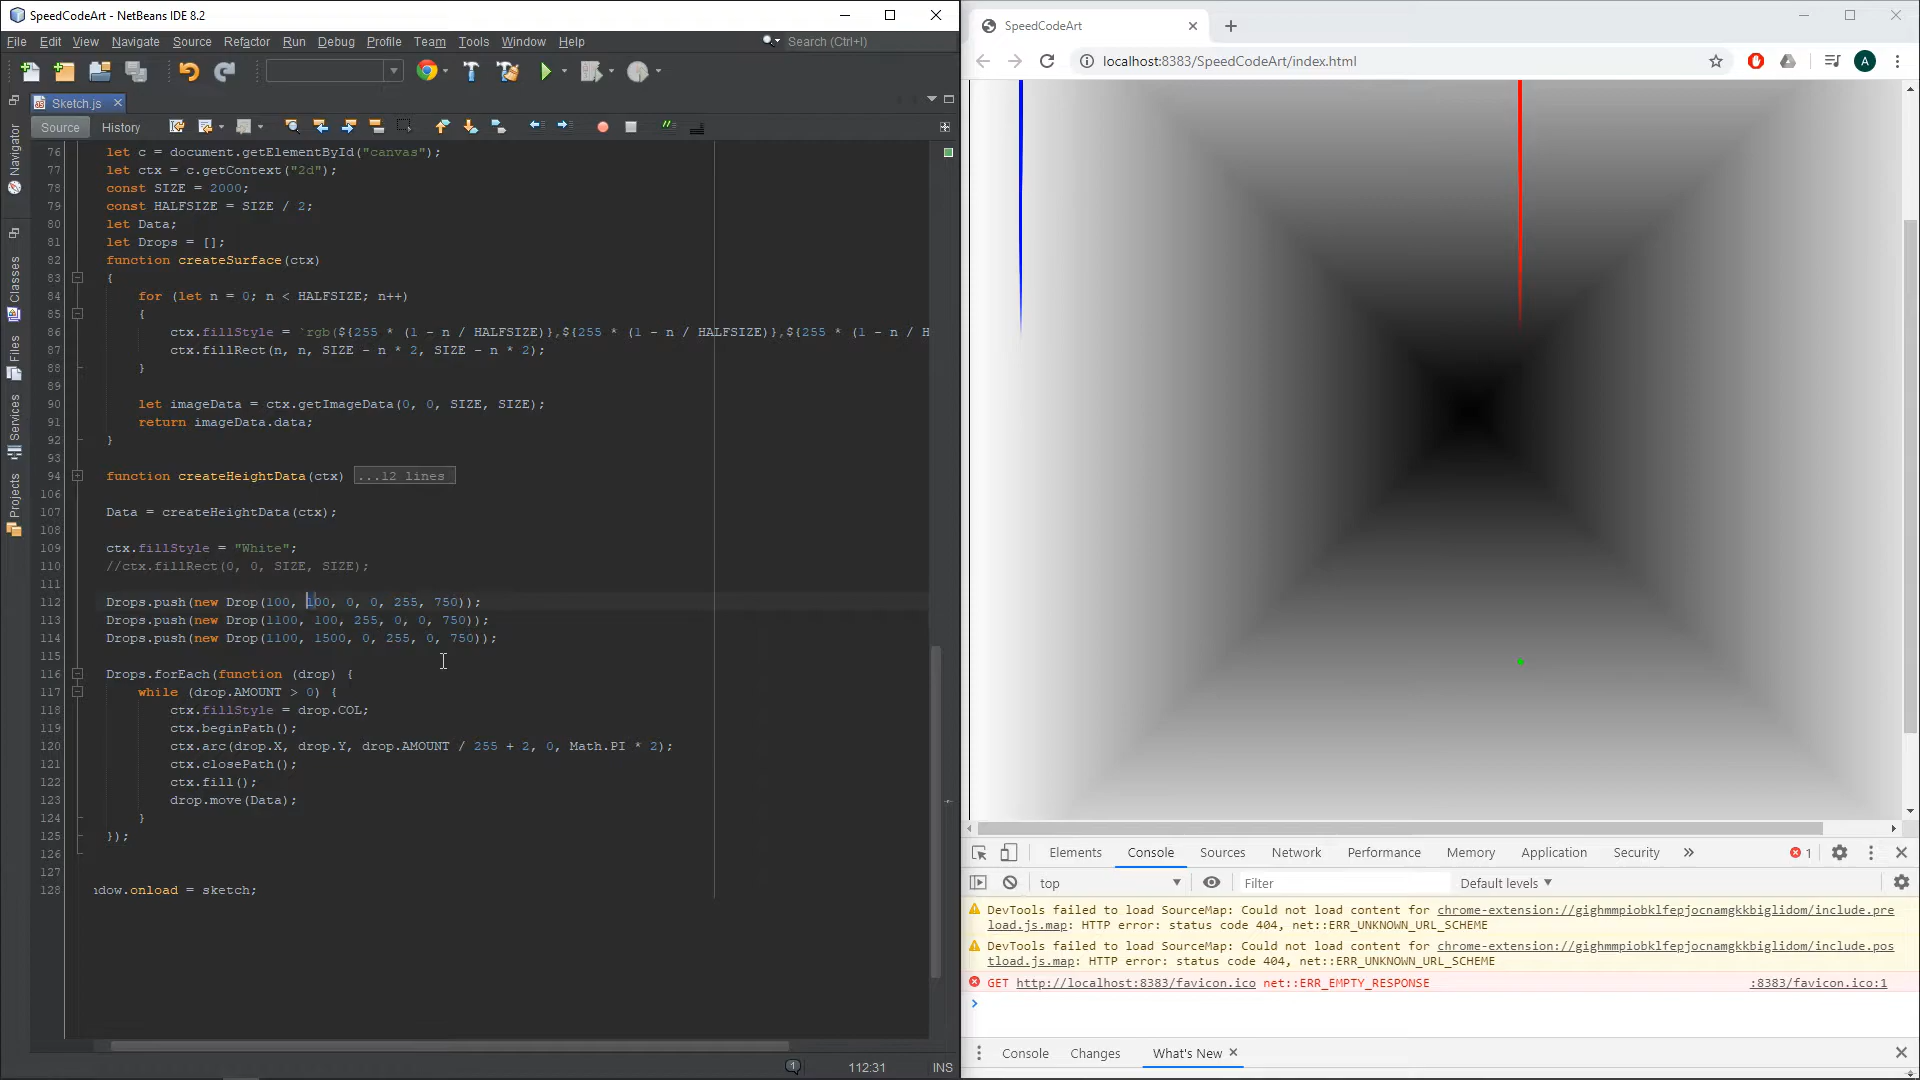 SpeedCodeArt - NetBeans IDE 8.2
File Edit View Navigate Source Refactor Run Debug Profile Team Tools Window Help
Search (Ctrl+I)
Sketch.js
Source History
Navigator
Classes
Files
Services
Projects
76 let c = document.getElementById("canvas");
77 let ctx = c.getContext("2d");
78 const SIZE = 2000;
79 const HALFSIZE = SIZE / 2;
80 let Data;
81 let Drops = [];
82 function createSurface(ctx)
83 {
84 for (let n = 0; n < HALFSIZE; n++)
85 {
86 ctx.fillStyle = `rgb(${255 * (1 - n / HALFSIZE)},${255 * (1 - n / HALFSIZE)},${255 * (1 - n / H
87 ctx.fillRect(n, n, SIZE - n * 2, SIZE - n * 2);
88 }
89
90 let imageData = ctx.getImageData(0, 0, SIZE, SIZE);
91 return imageData.data;
92 }
93
94 function createHeightData(ctx) ...12 lines
106
107 Data = createHeightData(ctx);
108
109 ctx.fillStyle = "White";
110 //ctx.fillRect(0, 0, SIZE, SIZE);
111
112 Drops.push(new Drop(100, 100, 0, 0, 255, 750));
113 Drops.push(new Drop(1100, 100, 255, 0, 0, 750));
114 Drops.push(new Drop(1100, 1500, 0, 255, 0, 750));
115
116 Drops.forEach(function (drop) {
117 while (drop.AMOUNT > 0) {
118 ctx.fillStyle = drop.COL;
119 ctx.beginPath();
120 ctx.arc(drop.X, drop.Y, drop.AMOUNT / 255 + 2, 0, Math.PI * 2);
121 ctx.closePath();
122 ctx.fill();
123 drop.move(Data);
124 }
125 });
126
127
128 dow.onload = sketch;
1 112:31 INS
SpeedCodeArt
localhost:8383/SpeedCodeArt/index.html
A
Elements Console Sources Network Performance Memory Application Security » 1
top Filter Default levels
DevTools failed to load SourceMap: Could not load content for chrome-extension://gighmmpiobklfepjocnamgkkbiglidom/include.pre
load.js.map: HTTP error: status code 404, net::ERR_UNKNOWN_URL_SCHEME
DevTools failed to load SourceMap: Could not load content for chrome-extension://gighmmpiobklfepjocnamgkkbiglidom/include.pos
tload.js.map: HTTP error: status code 404, net::ERR_UNKNOWN_URL_SCHEME
GET http://localhost:8383/favicon.ico net::ERR_EMPTY_RESPONSE :8383/favicon.ico:1
Console Changes What's New